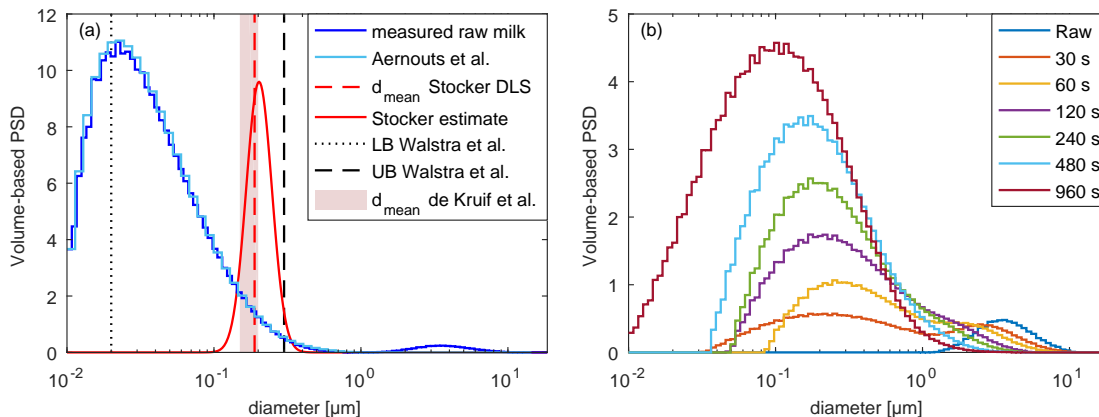 (a)
measured raw milk
Aernouts et al.
d_mean Stocker DLS
Stocker estimate
LB Walstra et al.
UB Walstra et al.
d_mean de Kruif et al.
Volume-based PSD
12
10
8
6
4
2
0
10^-2
10^-1
10^0
10^1
diameter [µm]
(b)
Raw
30 s
60 s
120 s
240 s
480 s
960 s
Volume-based PSD
5
4
3
2
1
0
10^-2
10^-1
10^0
10^1
diameter [µm]